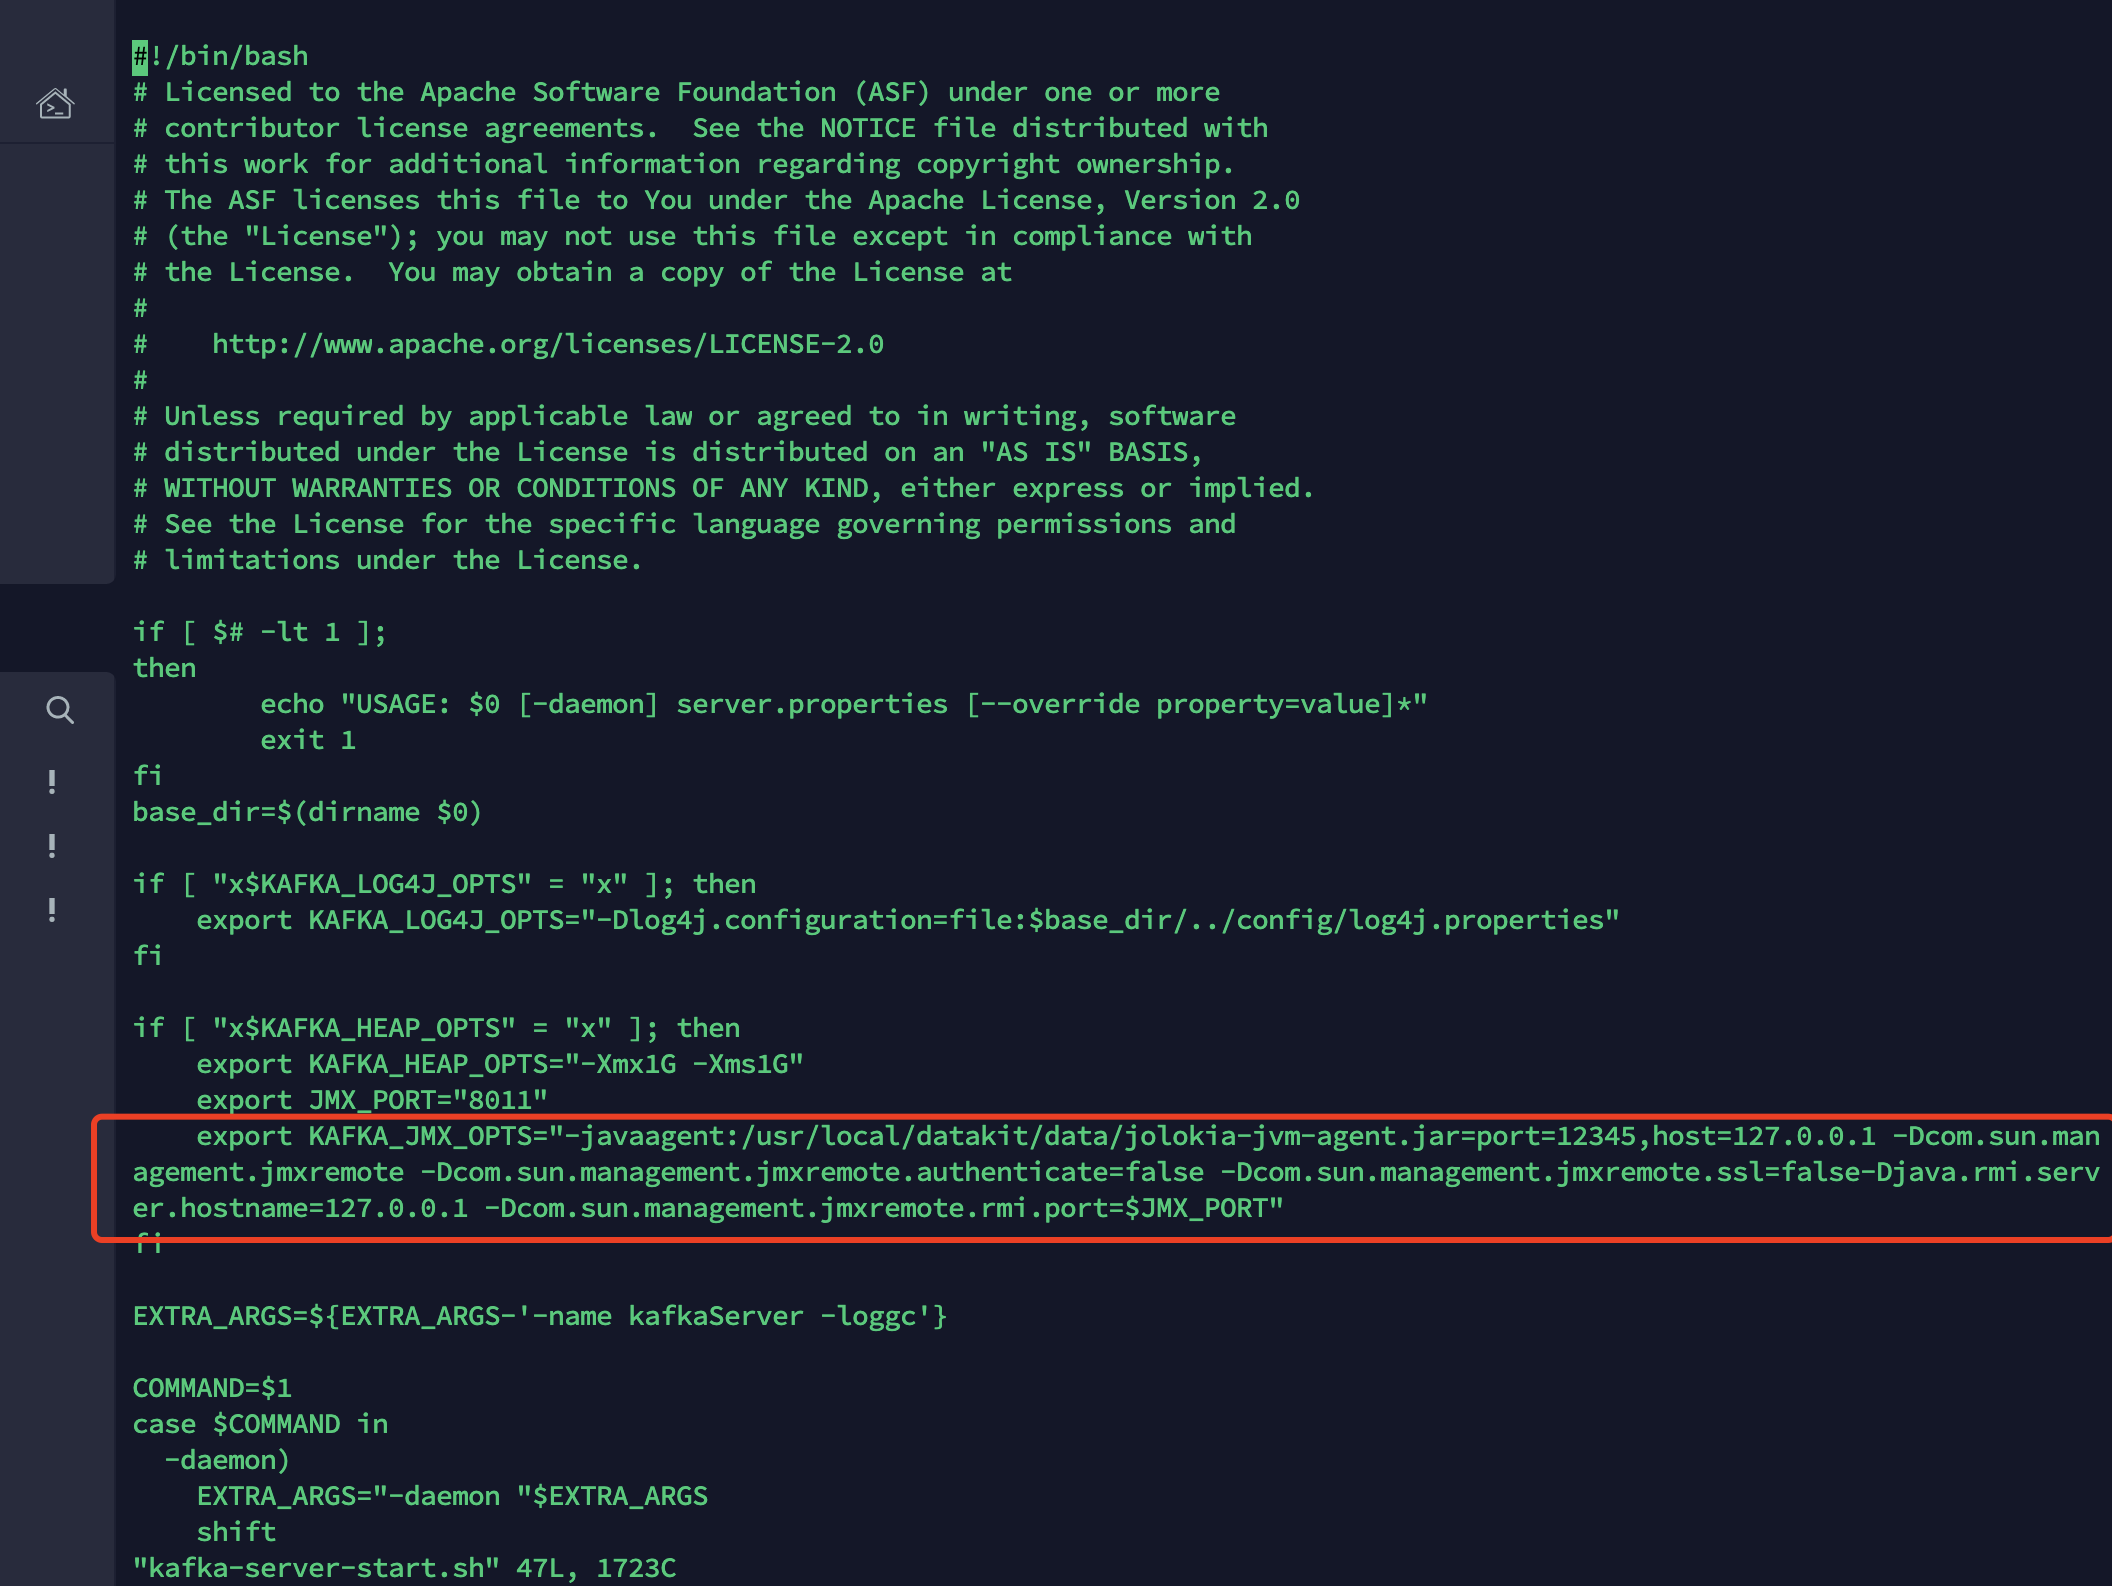 #!/bin/bash
# Licensed to the Apache Software Foundation (ASF) under one or more
# contributor license agreements.  See the NOTICE file distributed with
# this work for additional information regarding copyright ownership.
# The ASF licenses this file to You under the Apache License, Version 2.0
# (the "License"); you may not use this file except in compliance with
# the License.  You may obtain a copy of the License at
#
#    http://www.apache.org/licenses/LICENSE-2.0
#
# Unless required by applicable law or agreed to in writing, software
# distributed under the License is distributed on an "AS IS" BASIS,
# WITHOUT WARRANTIES OR CONDITIONS OF ANY KIND, either express or implied.
# See the License for the specific language governing permissions and
# limitations under the License.

if [ $# -lt 1 ];
then
        echo "USAGE: $0 [-daemon] server.properties [--override property=value]*"
        exit 1
fi
base_dir=$(dirname $0)

if [ "x$KAFKA_LOG4J_OPTS" = "x" ]; then
    export KAFKA_LOG4J_OPTS="-Dlog4j.configuration=file:$base_dir/../config/log4j.properties"
fi

if [ "x$KAFKA_HEAP_OPTS" = "x" ]; then
    export KAFKA_HEAP_OPTS="-Xmx1G -Xms1G"
    export JMX_PORT="8011"
    export KAFKA_JMX_OPTS="-javaagent:/usr/local/datakit/data/jolokia-jvm-agent.jar=port=12345,host=127.0.0.1 -Dcom.sun.man
agement.jmxremote -Dcom.sun.management.jmxremote.authenticate=false -Dcom.sun.management.jmxremote.ssl=false-Djava.rmi.serv
er.hostname=127.0.0.1 -Dcom.sun.management.jmxremote.rmi.port=$JMX_PORT"
fi

EXTRA_ARGS=${EXTRA_ARGS-'-name kafkaServer -loggc'}

COMMAND=$1
case $COMMAND in
  -daemon)
    EXTRA_ARGS="-daemon "$EXTRA_ARGS
    shift
"kafka-server-start.sh" 47L, 1723C